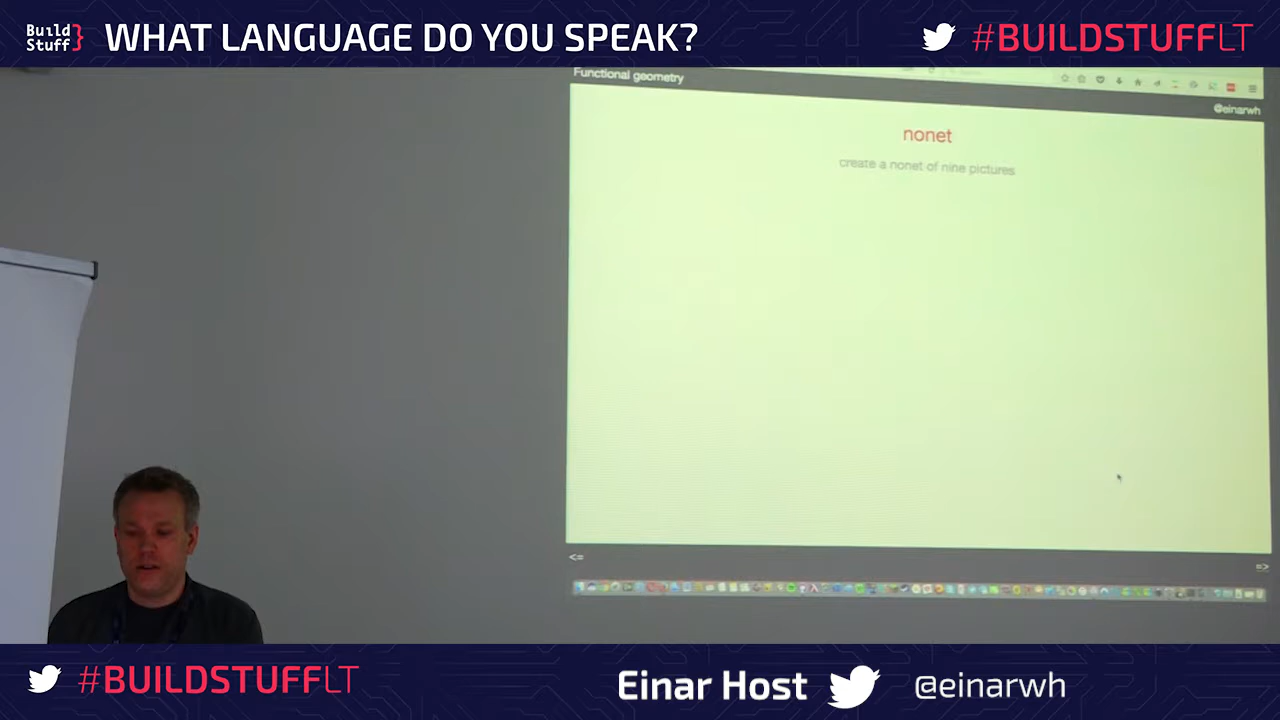 Build
Stuff}
WHAT LANGUAGE DO YOU SPEAK?
#BUILDSTUFFLT
Functional geometry
@einarwh
nonet
create a nonet of nine pictures
<=
=>
#BUILDSTUFFLT
Einar Host
@einarwh